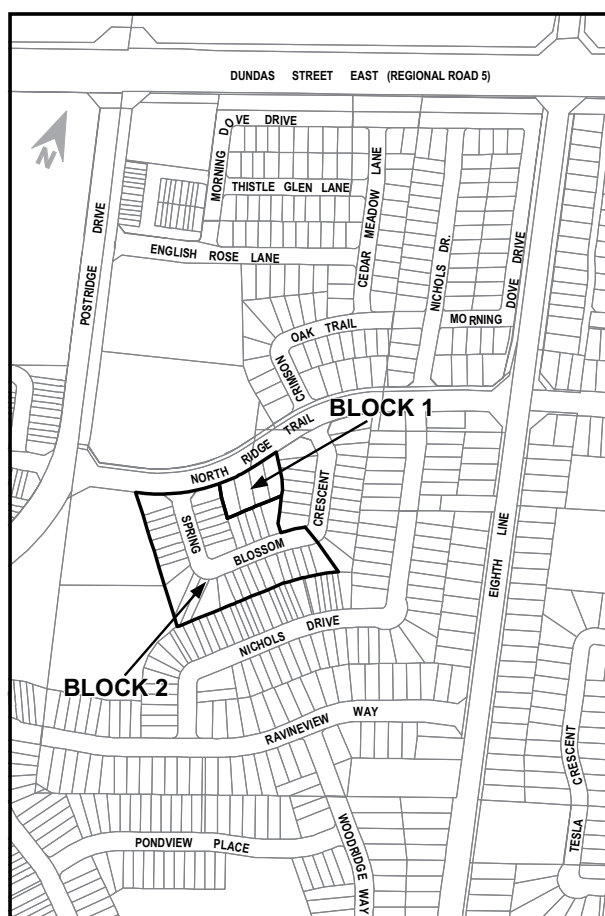 DUNDAS STREET EAST (REGIONAL ROAD 5)
N
POSTRIDGE DRIVE
MORNING DOVE DRIVE
THISTLE GLEN LANE
CEDAR MEADOW LANE
ENGLISH ROSE LANE
NICHOLS DR.
MORNING DOVE DRIVE
CRIMSON OAK TRAIL
BLOCK 1
NORTH RIDGE TRAIL
SPRING BLOSSOM CRESCENT
EIGHTH LINE
BLOCK 2
NICHOLS DRIVE
RAVINEVIEW WAY
TESLA CRESCENT
PONDVIEW PLACE
WOODRIDGE WAY